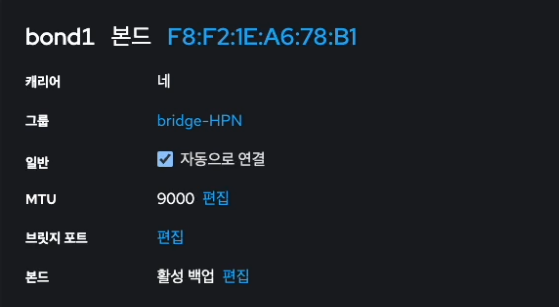 bond1 본드 F8:F2:1E:A6:78:B1
캐리어 네
그룹 bridge-HPN
일반 자동으로 연결
MTU 9000 편집
브릿지 포트 편집
본드 활성 백업 편집